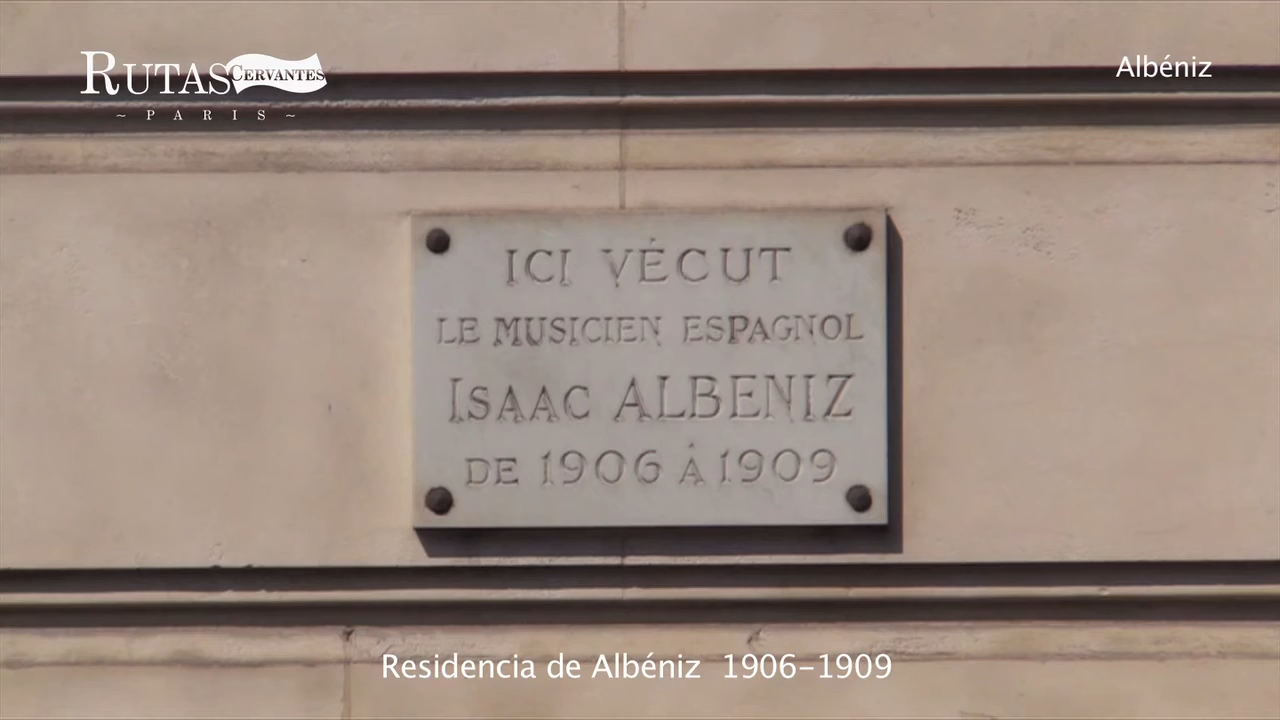 RUTAS CERVANTES
~ PARIS ~
Albéniz
ICI VÉCUT
LE MUSICIEN ESPAGNOL
ISAAC ALBENIZ
DE 1906 À 1909
Residencia de Albéniz 1906-1909